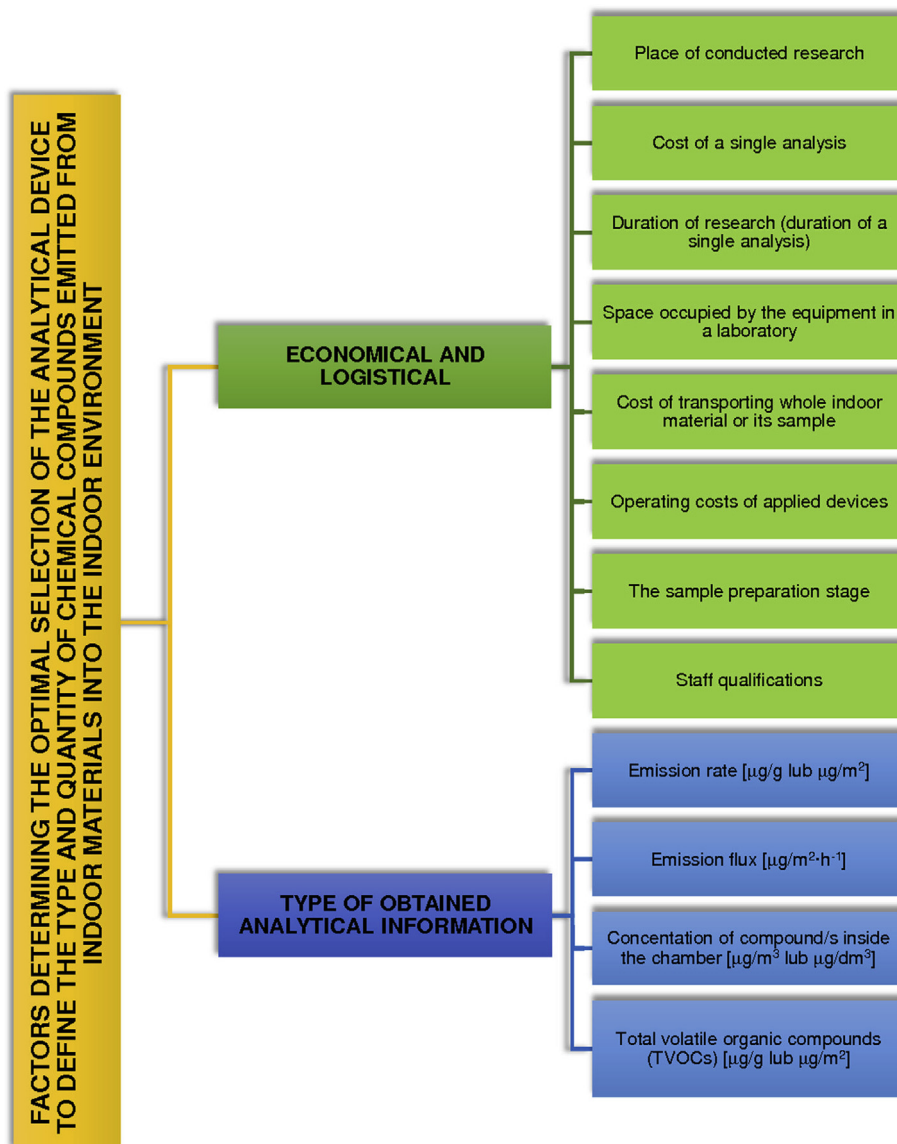 FACTORS DETERMINING THE OPTIMAL SELECTION OF THE ANALYTICAL DEVICE
TO DEFINE THE TYPE AND QUANTITY OF CHEMICAL COMPOUNDS EMITTED FROM
INDOOR MATERIALS INTO THE INDOOR ENVIRONMENT
ECONOMICAL AND
LOGISTICAL
Place of conducted research
Cost of a single analysis
Duration of research (duration of a
single analysis)
Space occupied by the equipment in
a laboratory
Cost of transporting whole indoor
material or its sample
Operating costs of applied devices
The sample preparation stage
Staff qualifications
TYPE OF OBTAINED
ANALYTICAL INFORMATION
Emission rate [μg/g lub μg/m²]
Emission flux [μg/m²·h⁻¹]
Concentation of compound/s inside
the chamber [μg/m³ lub μg/dm³]
Total volatile organic compounds
(TVOCs) [μg/g lub μg/m²]